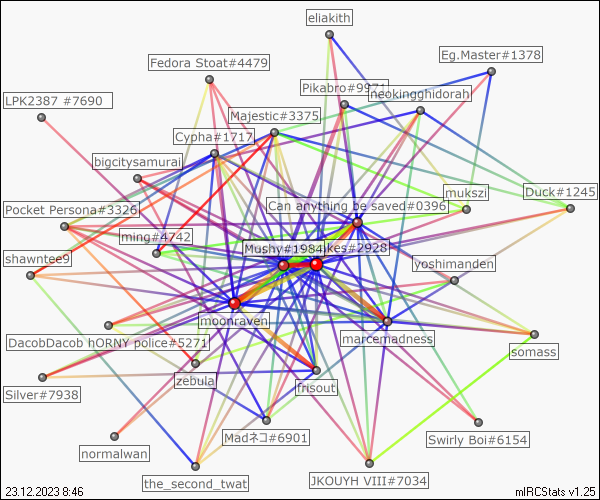 eliakith
Eg.Master#1378
Fedora Stoat#4479
Pikabro#9971
neokingghidorah
LPK2387 #7690
Majestic#3375
Cypha#1717
bigcitysamurai
mukszi
Duck#1245
Can anything be saved#0396
Pocket Persona#3326
ming#4742
Mushy#1984
kes#2928
shawntee9
yoshimanden
moonraven
marcemadness
DacobDacob hORNY police#5271
somass
zebula
frisout
Silver#7938
Madネコ#6901
Swirly Boi#6154
normalwan
the_second_twat
JKOUYH VIII#7034
23.12.2023 8:46
mIRCStats v1.25